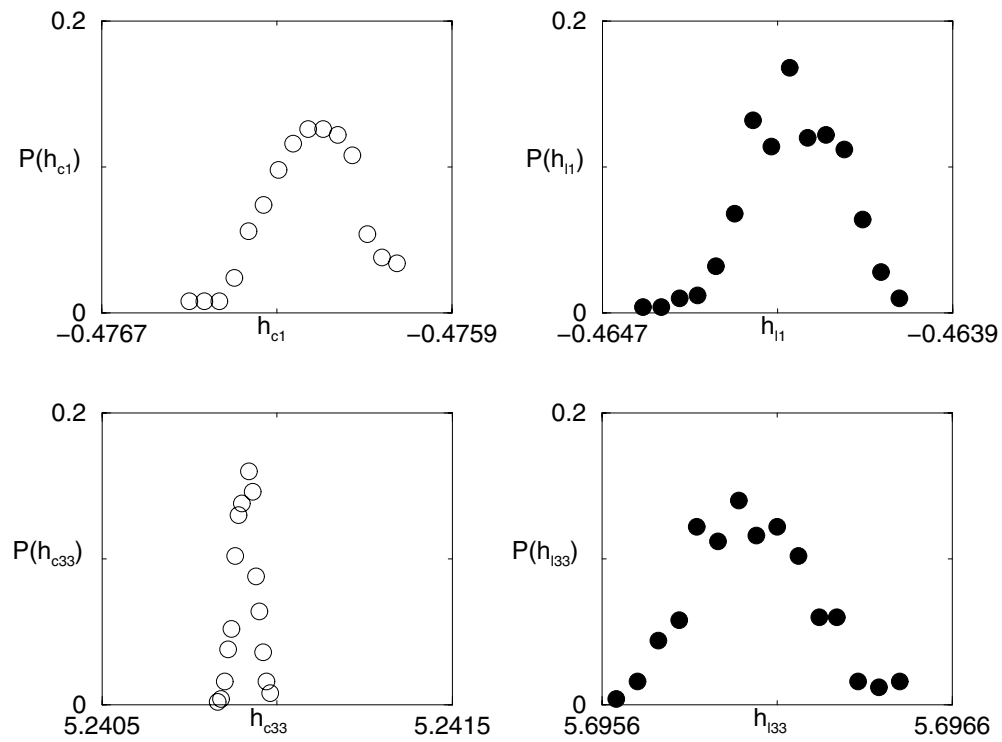 0.2
P(h_c1)
0
−0.4767
h_c1
−0.4759
0.2
P(h_l1)
0
−0.4647
h_l1
−0.4639
0.2
P(h_c33)
0
5.2405
h_c33
5.2415
0.2
P(h_l33)
0
5.6956
h_l33
5.6966